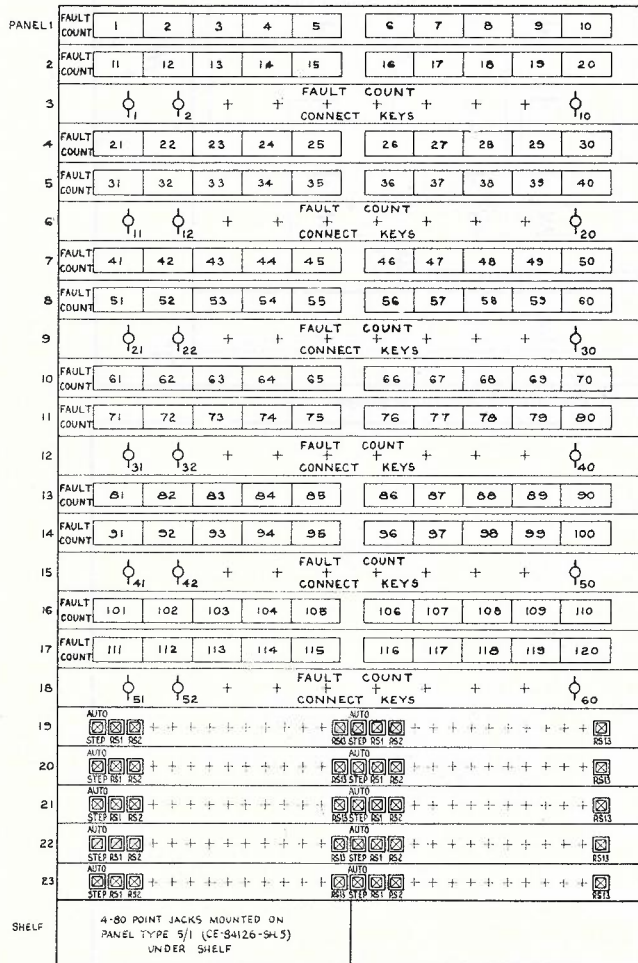 PANEL 1 FAULT COUNT 1 2 3 4 5 6 7 8 9 10
2 FAULT COUNT 11 12 13 14 15 16 17 18 19 20
3 FAULT COUNT
1 2 CONNECT KEYS 10
4 FAULT COUNT 21 22 23 24 25 26 27 28 29 30
5 FAULT COUNT 31 32 33 34 35 36 37 38 39 40
6 FAULT COUNT
11 12 CONNECT KEYS 20
7 FAULT COUNT 41 42 43 44 45 46 47 48 49 50
8 FAULT COUNT 51 52 53 54 55 56 57 58 59 60
9 FAULT COUNT
21 22 CONNECT KEYS 30
10 FAULT COUNT 61 62 63 64 65 66 67 68 69 70
11 FAULT COUNT 71 72 73 74 75 76 77 78 79 80
12 FAULT COUNT
31 32 CONNECT KEYS 40
13 FAULT COUNT 81 82 83 84 85 86 87 88 89 90
14 FAULT COUNT 91 92 93 94 95 96 97 98 99 100
15 FAULT COUNT
41 42 CONNECT KEYS 50
16 FAULT COUNT 101 102 103 104 105 106 107 108 109 110
17 FAULT COUNT 111 112 113 114 115 116 117 118 119 120
18 FAULT COUNT
51 52 CONNECT KEYS 60
AUTO AUTO
19
STEP RS1 RS2 RS13 STEP RS1 RS2 RS13
AUTO AUTO
20
STEP RS1 RS2 RS13 STEP RS1 RS2 RS13
AUTO AUTO
21
STEP RS1 RS2 RS13 STEP RS1 RS2 RS13
AUTO AUTO
22
STEP RS1 RS2 RS13 STEP RS1 RS2 RS13
AUTO AUTO
23
STEP RS1 RS2 RS13 STEP RS1 RS2 RS13
SHELF
4-80 POINT JACKS MOUNTED ON
PANEL TYPE 5/1 (CE-84126-SH.5)
UNDER SHELF